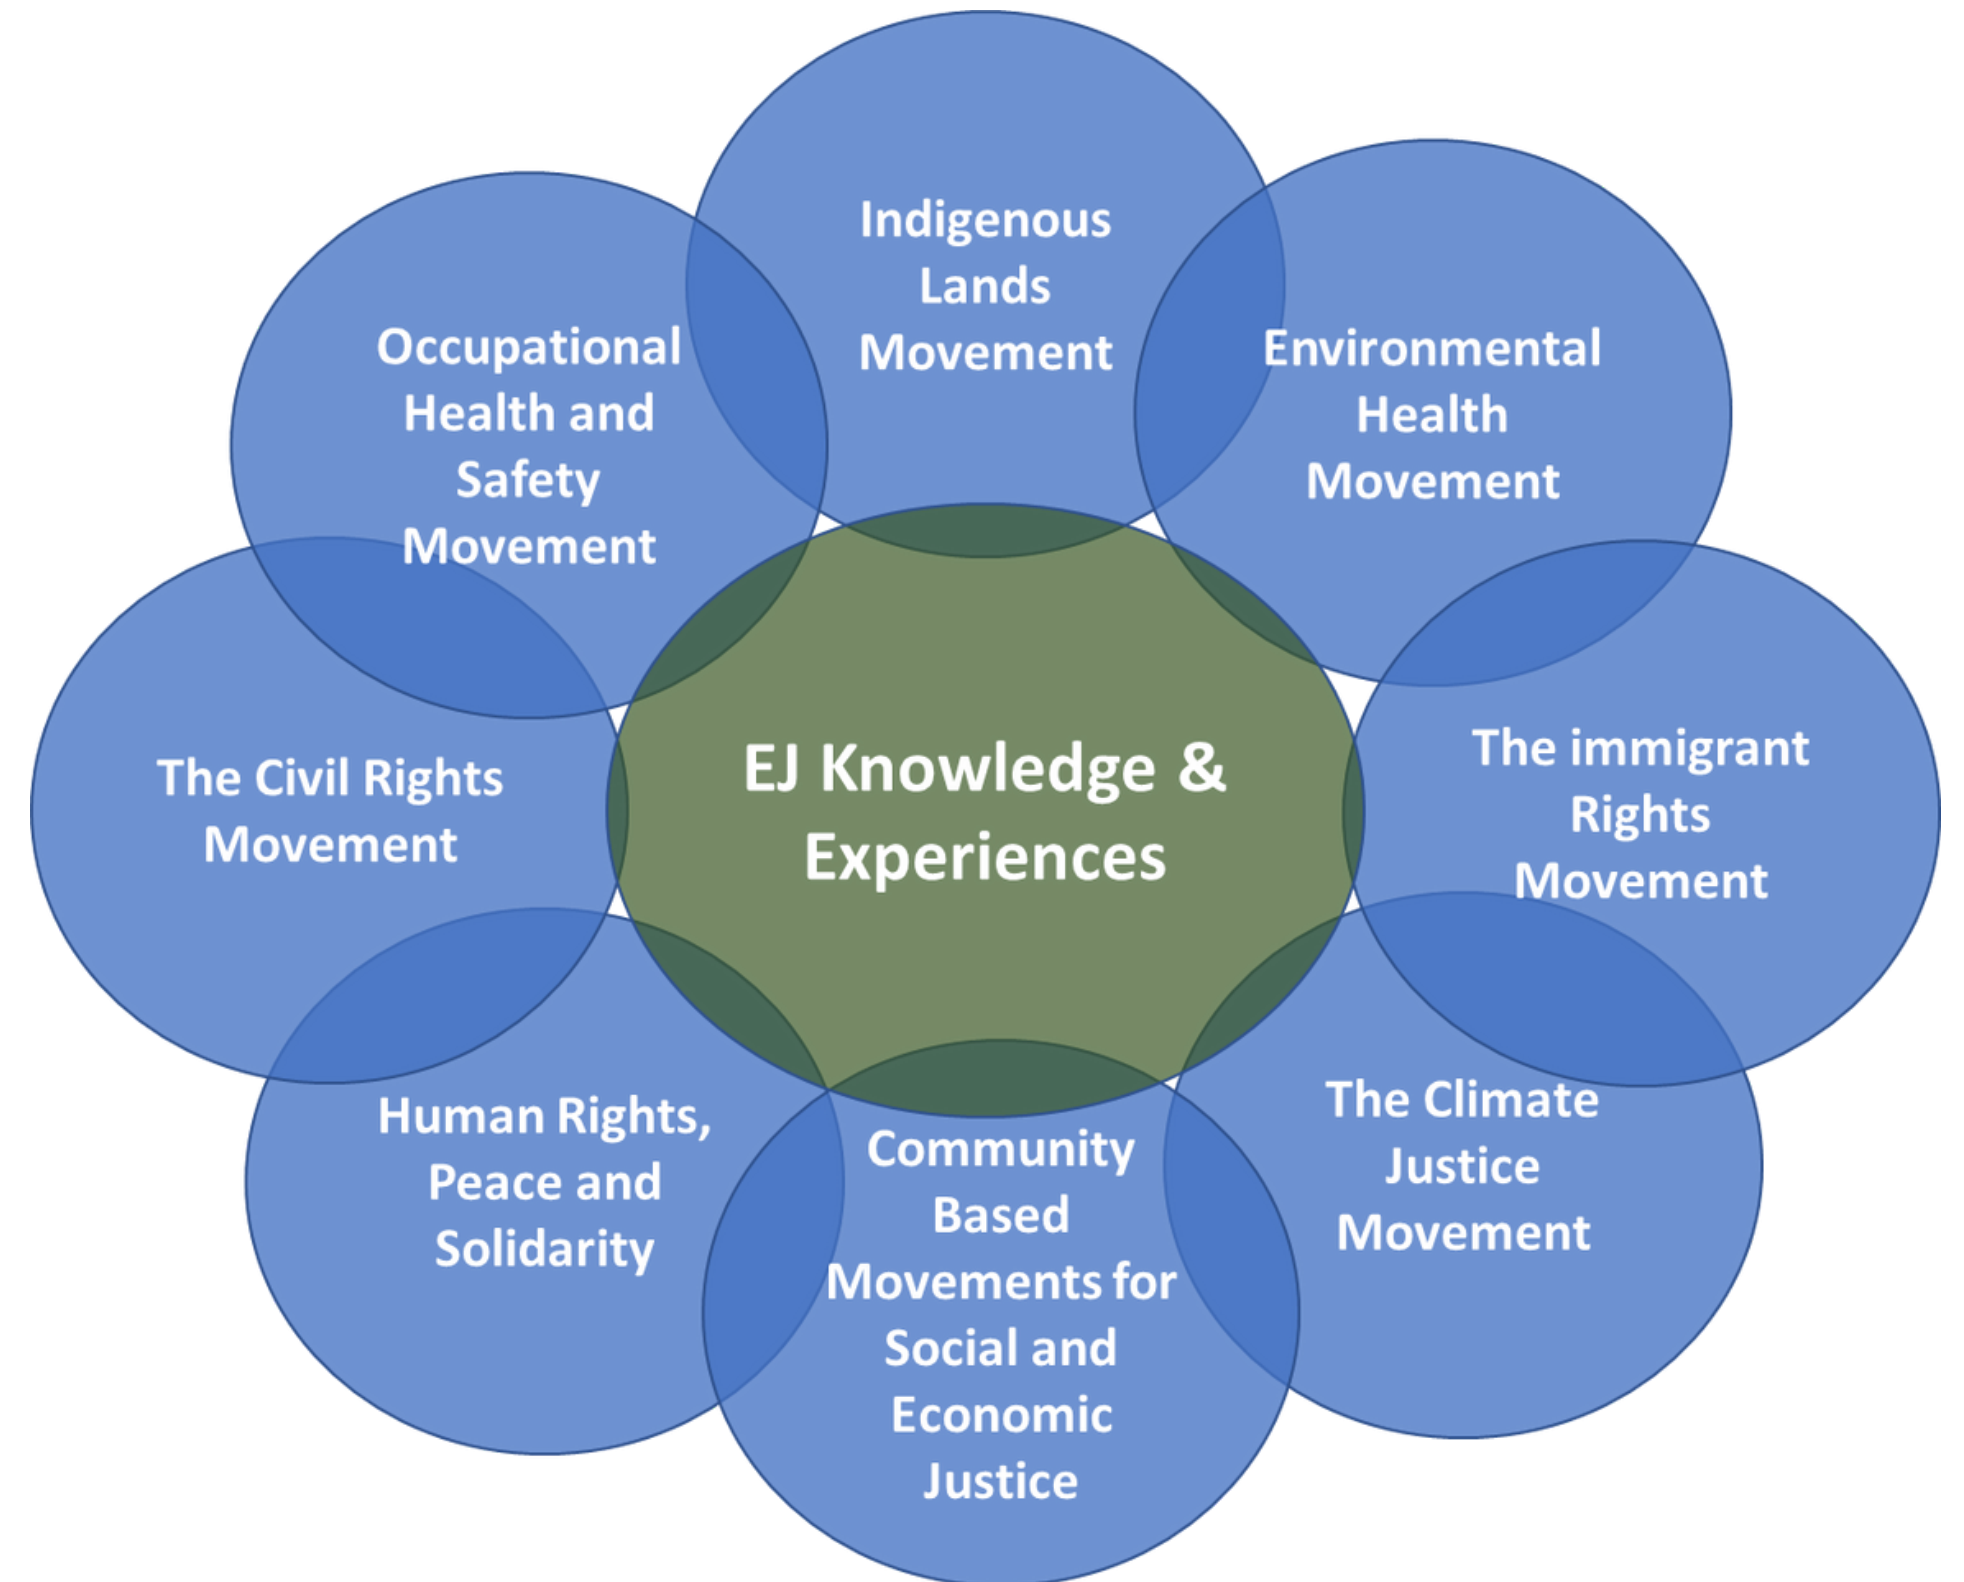 Indigenous
Lands
Movement
Environmental
Health
Movement
Occupational
Health and
Safety
Movement
EJ Knowledge &
Experiences
The immigrant
Rights
Movement
The Civil Rights
Movement
The Climate
Justice
Movement
Human Rights,
Peace and
Solidarity
Community
Based
Movements for
Social and
Economic
Justice